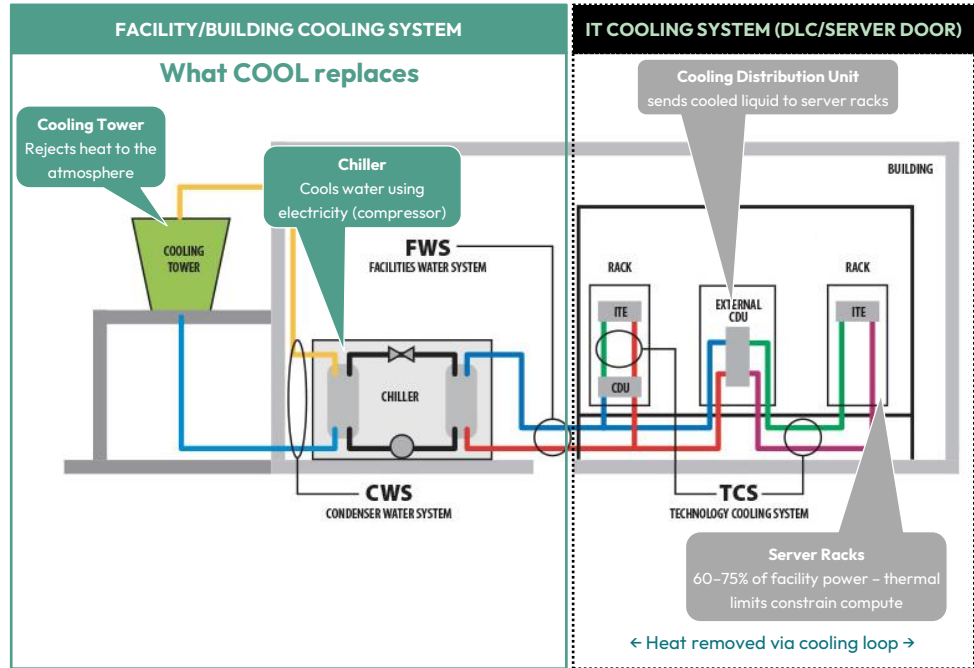 FACILITY/BUILDING COOLING SYSTEM
IT COOLING SYSTEM (DLC/SERVER DOOR)
What COOL replaces
Cooling Tower
Rejects heat to the
atmosphere
Chiller
Cools water using
electricity (compressor)
Cooling Distribution Unit
sends cooled liquid to server racks
BUILDING
COOLING
TOWER
FWS
FACILITIES WATER SYSTEM
RACK
ITE
CDU
EXTERNAL
CDU
RACK
ITE
CHILLER
CWS
CONDENSER WATER SYSTEM
TCS
TECHNOLOGY COOLING SYSTEM
Server Racks
60–75% of facility power – thermal
limits constrain compute
← Heat removed via cooling loop →